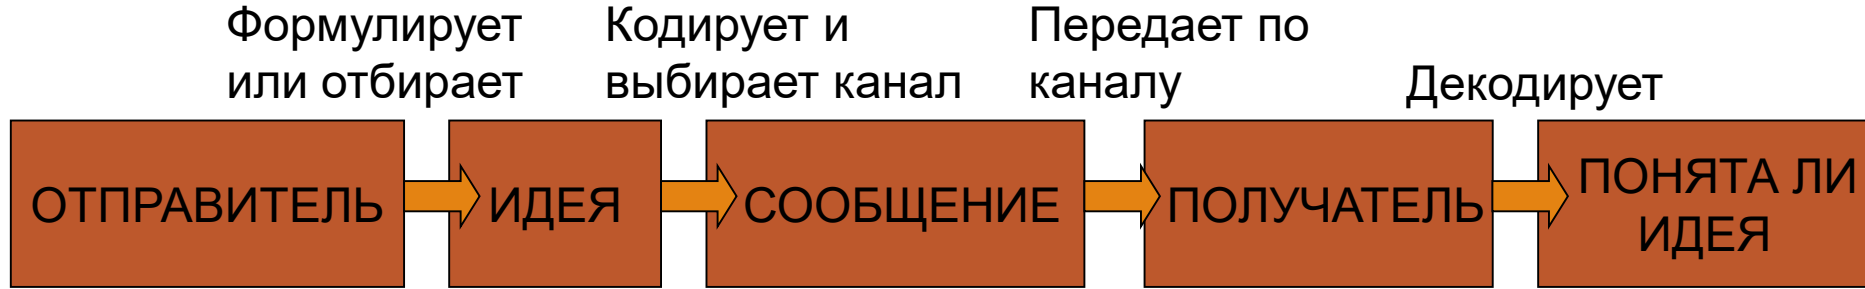 Формулирует
или отбирает
Кодирует и
выбирает канал
Передает по
каналу
Декодирует
ОТПРАВИТЕЛЬ
ИДЕЯ
СООБЩЕНИЕ
ПОЛУЧАТЕЛЬ
ПОНЯТА ЛИ
ИДЕЯ